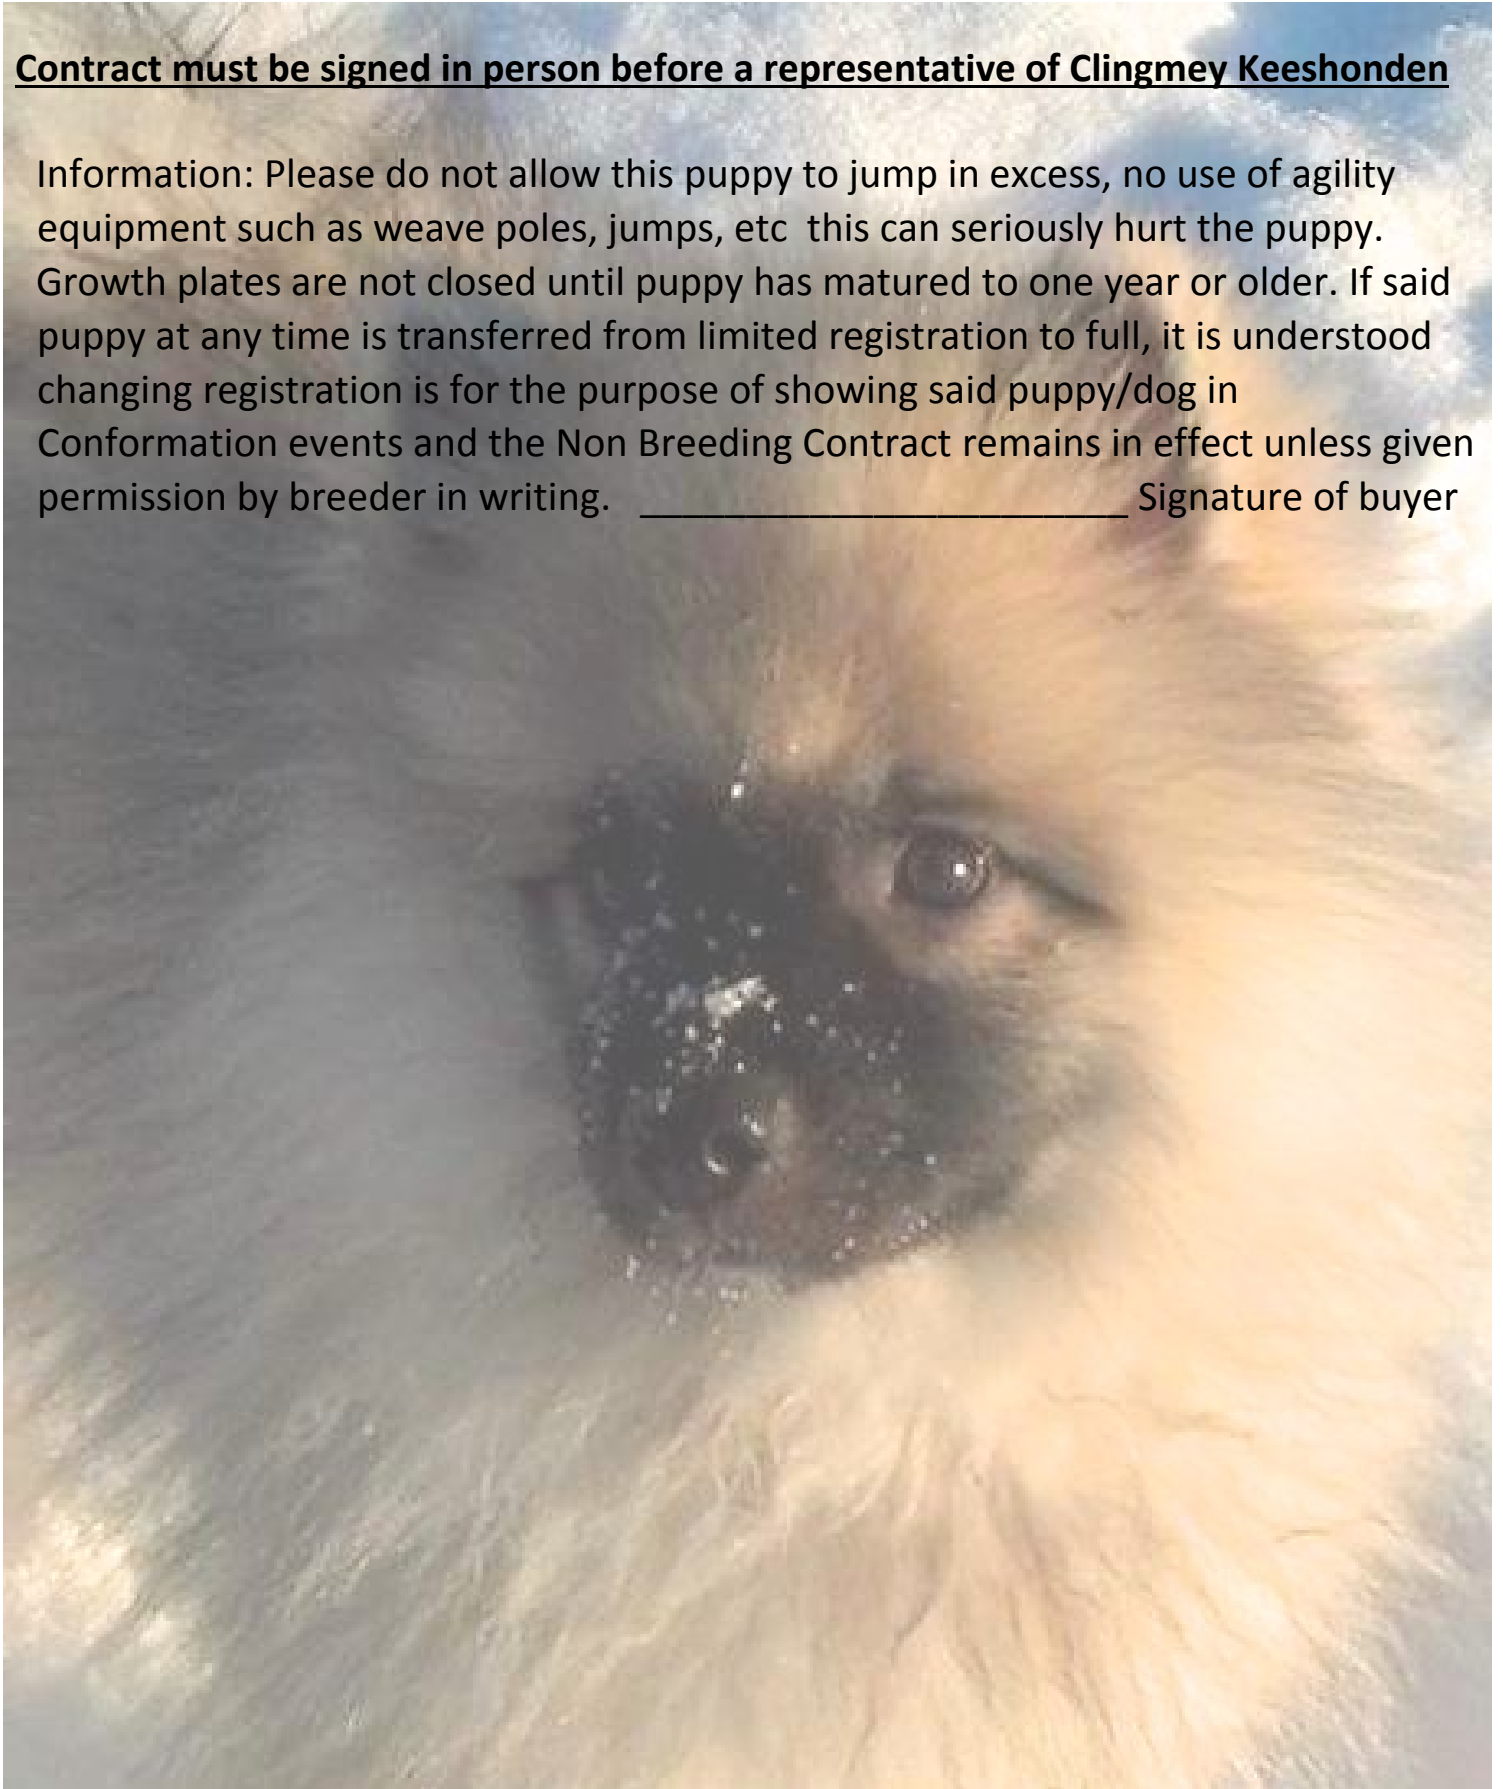 Contract must be signed in person before a representative of Clingmey Keeshonden
Information: Please do not allow this puppy to jump in excess, no use of agility
equipment such as weave poles, jumps, etc  this can seriously hurt the puppy.
Growth plates are not closed until puppy has matured to one year or older. If said
puppy at any time is transferred from limited registration to full, it is understood
changing registration is for the purpose of showing said puppy/dog in
Conformation events and the Non Breeding Contract remains in effect unless given
permission by breeder in writing.   _______________________ Signature of buyer